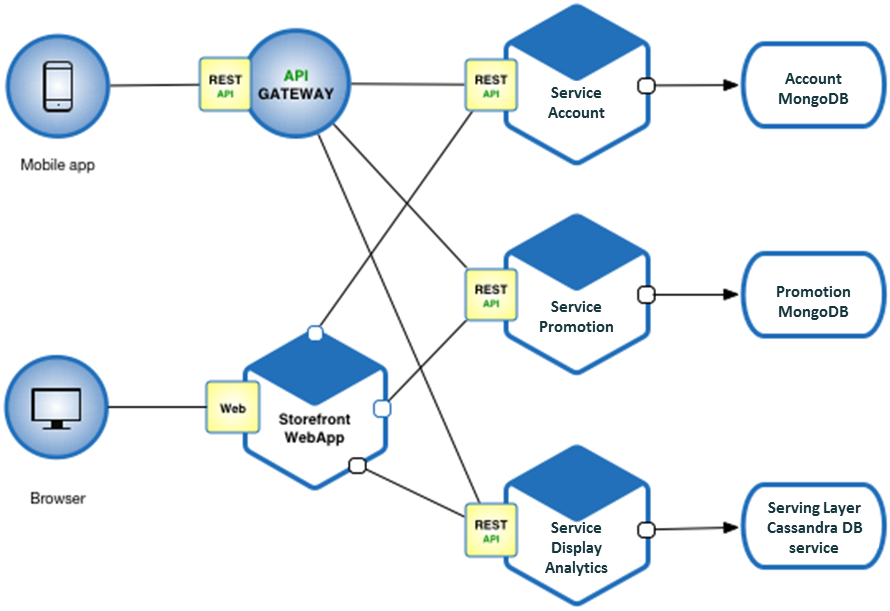 Mobile app
REST
API
API
GATEWAY
REST
API
Service
Account
Account
MongoDB
REST
API
Service
Promotion
Promotion
MongoDB
Browser
Web
Storefront
WebApp
REST
API
Service
Display
Analytics
Serving Layer
Cassandra DB
service